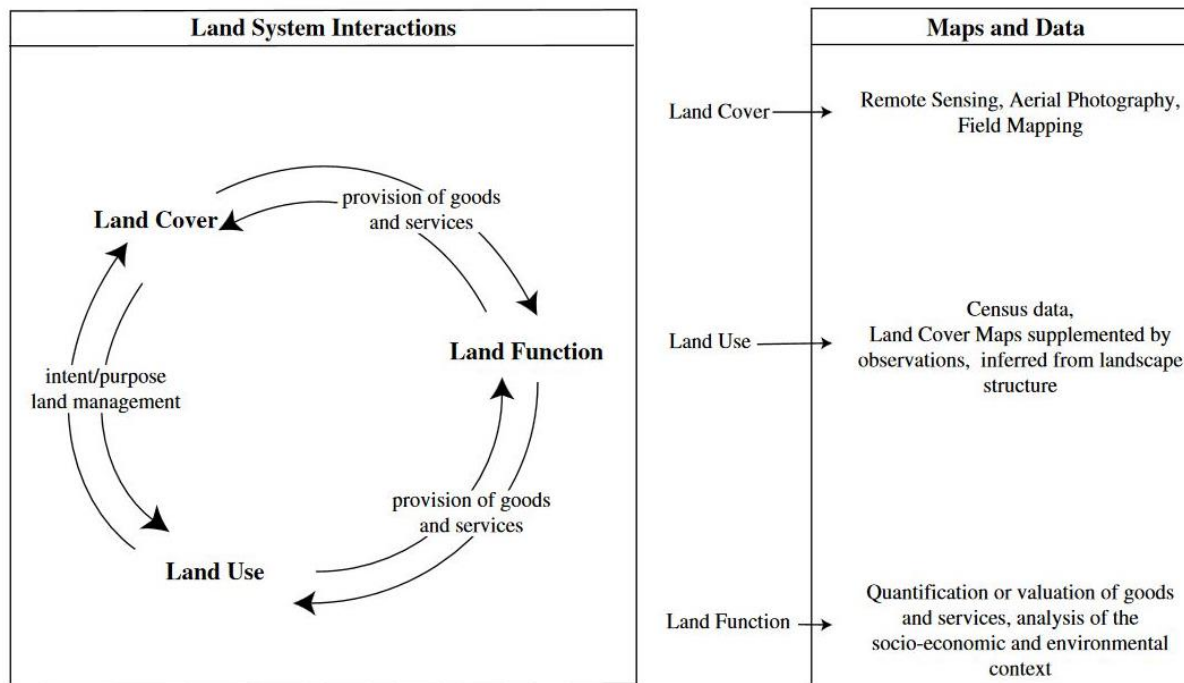 Land System Interactions
Land Cover
provision of goods
and services
Land Function
intent/purpose
land management
provision of goods
and services
Land Use
Maps and Data
Land Cover
Remote Sensing, Aerial Photography,
Field Mapping
Land Use
Census data,
Land Cover Maps supplemented by
observations, inferred from landscape
structure
Land Function
Quantification or valuation of goods
and services, analysis of the
socio-economic and environmental
context